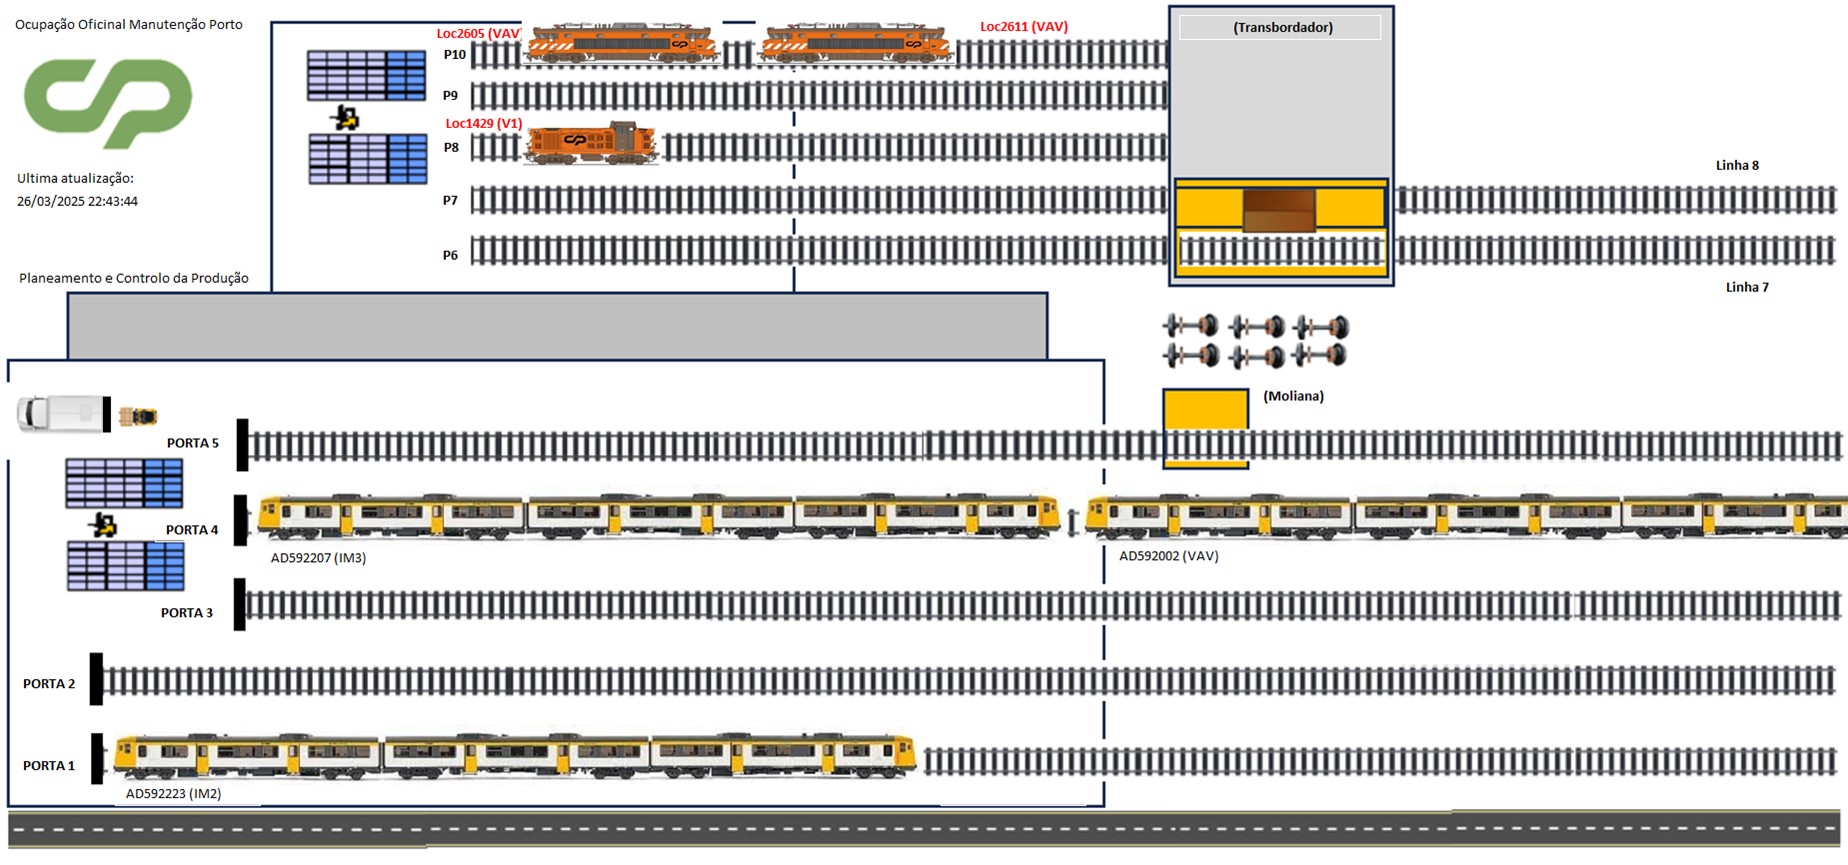 Ocupação Oficinal Manutenção Porto
Loc2605 (VAV)
Loc2611 (VAV)
(Transbordador)
P10
P9
Loc1429 (V1)
P8
Linha 8
Ultima atualização:
26/03/2025 22:43:44
P7
P6
Planeamento e Controlo da Produção
Linha 7
(Moliana)
PORTA 5
PORTA 4
AD592207 (IM3)
AD592002 (VAV)
PORTA 3
PORTA 2
PORTA 1
AD592223 (IM2)